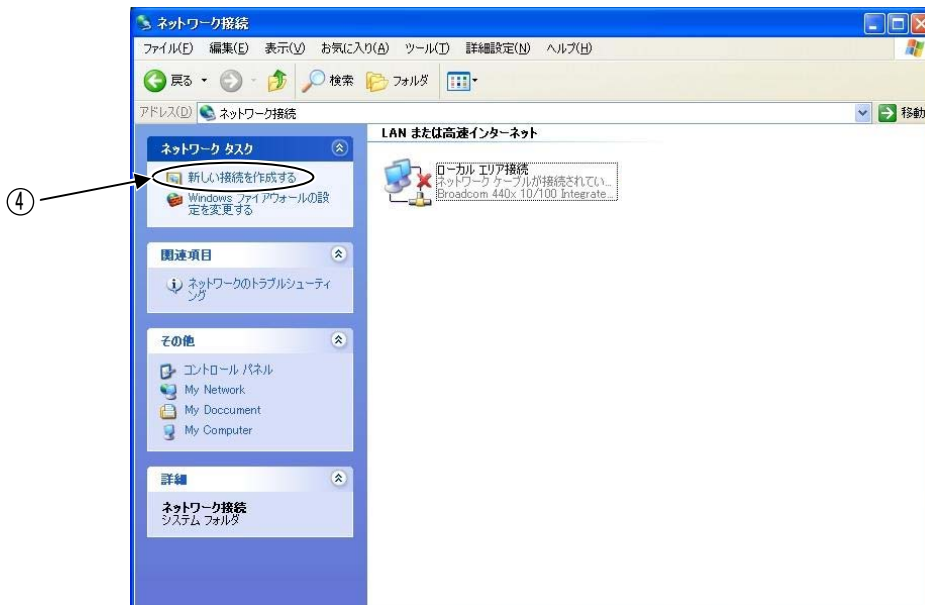 ネットワーク接続
ファイル(F) 編集(E) 表示(V) お気に入り(A) ツール(T) 詳細設定(N) ヘルプ(H)
戻る 検索 フォルダ
アドレス(D) ネットワーク接続 移動
LAN または高速インターネット
ネットワーク タスク
④ 新しい接続を作成する
Windows ファイアウォールの設
定を変更する
ローカル エリア接続
ネットワーク ケーブルが接続されてい...
Broadcom 440x 10/100 Integrate...
関連項目
ネットワークのトラブルシューティ
ング
その他
コントロール パネル
My Network
My Doccument
My Computer
詳細
ネットワーク接続
システム フォルダ